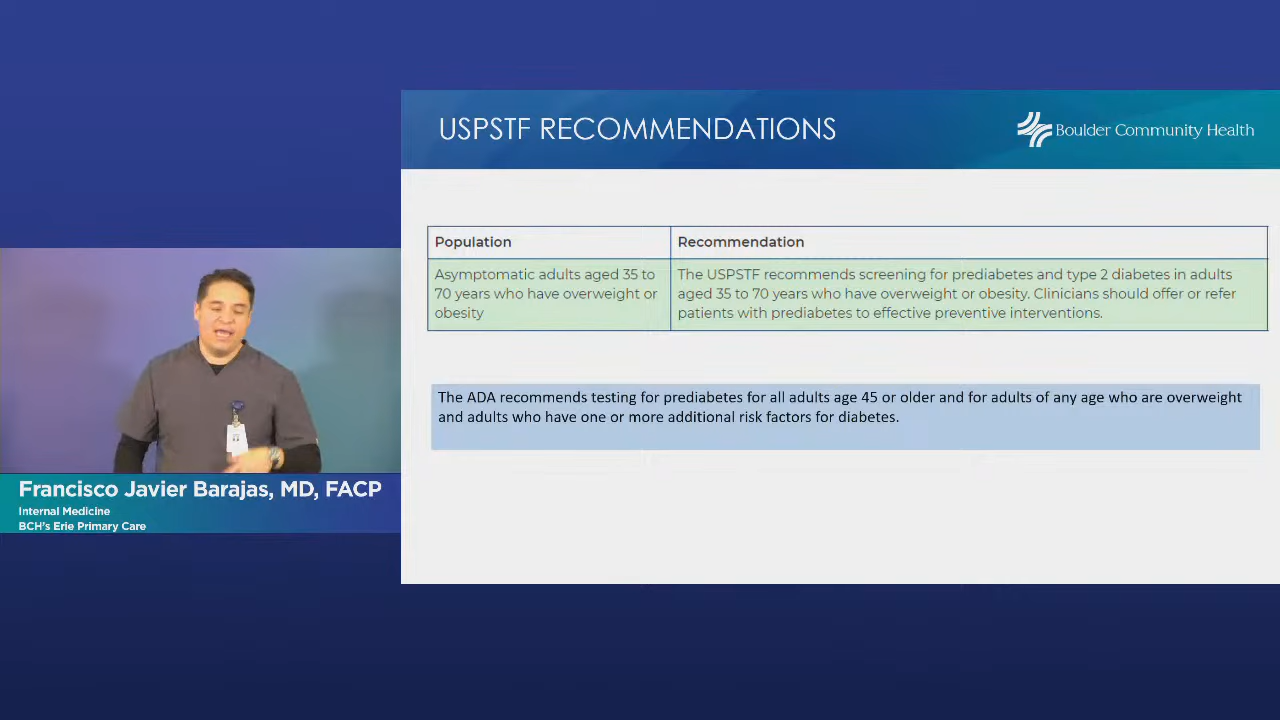 USPSTF RECOMMENDATIONS
Boulder Community Health
Population
Recommendation
Asymptomatic adults aged 35 to
70 years who have overweight or
obesity
The USPSTF recommends screening for prediabetes and type 2 diabetes in adults
aged 35 to 70 years who have overweight or obesity. Clinicians should offer or refer
patients with prediabetes to effective preventive interventions.
The ADA recommends testing for prediabetes for all adults age 45 or older and for adults of any age who are overweight
and adults who have one or more additional risk factors for diabetes.
Francisco Javier Barajas, MD, FACP
Internal Medicine
BCH's Erie Primary Care